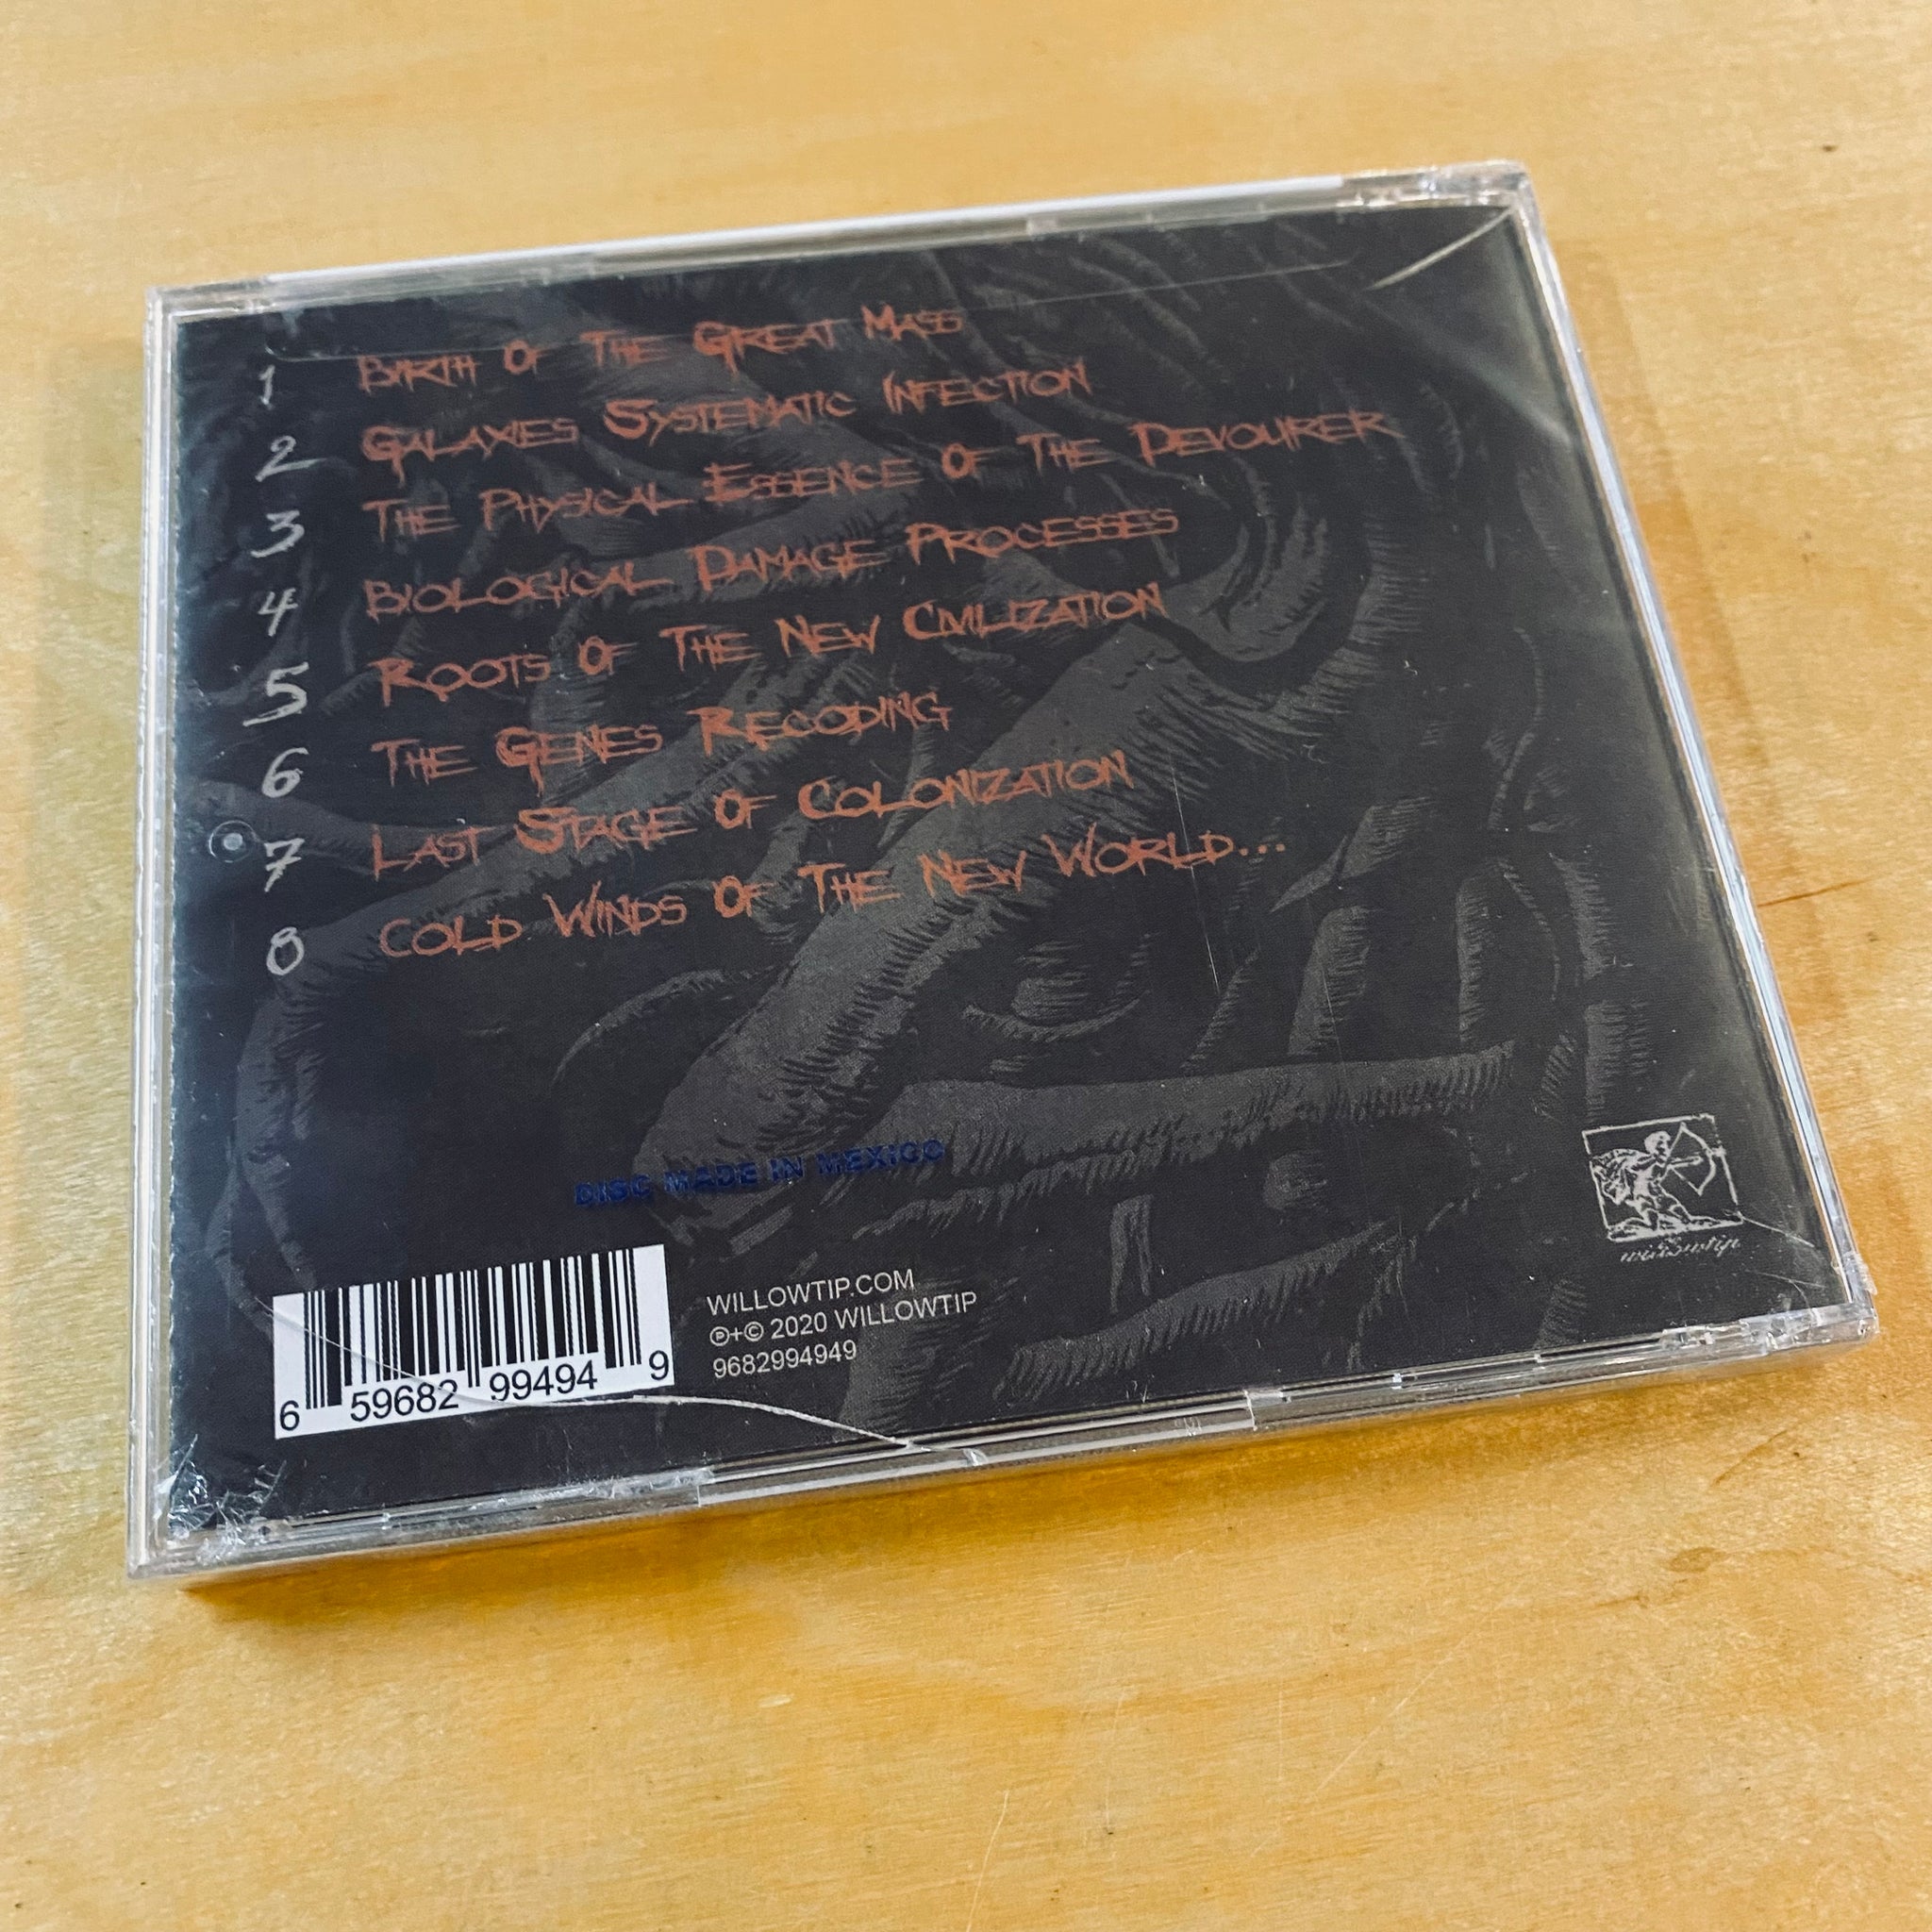 1 Birth Of The Great Mass
2 Galaxies Systematic Infection
3 The Physical Essence Of The Devourer
4 Biological Damage Processes
5 Roots Of The New Civilization
6 The Genes Recoding
7 Last Stage Of Colonization
8 Cold Winds Of The New World...
DISC MADE IN MEXICO
willowtip
WILLOWTIP.COM
℗+© 2020 WILLOWTIP
9682994949
6 59682 99494 9